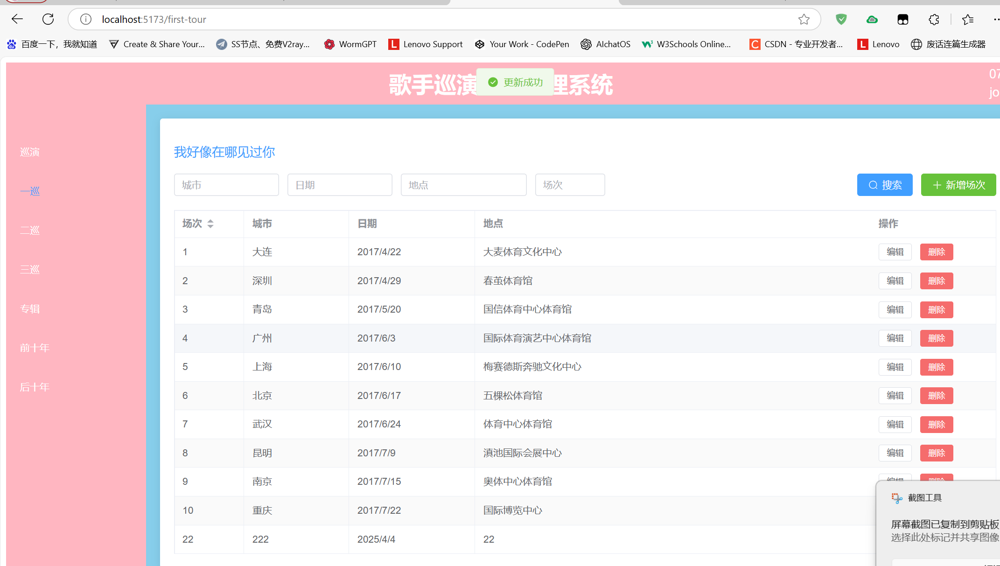 localhost:5173/first-tour
百度一下，我就知道 Create & Share Your... SS节点、免费V2ray... WormGPT Lenovo Support Your Work - CodePen AIchatOS W3Schools Online... CSDN - 专业开发者... Lenovo 废话连篇生成器
歌手巡演 理系统
更新成功
07
jo
巡演
一巡
二巡
三巡
专辑
前十年
后十年
我好像在哪见过你
城市 日期 地点 场次 搜索 新增场次
场次 城市 日期 地点 操作
1 大连 2017/4/22 大麦体育文化中心 编辑 删除
2 深圳 2017/4/29 春茧体育馆 编辑 删除
3 青岛 2017/5/20 国信体育中心体育馆 编辑 删除
4 广州 2017/6/3 国际体育演艺中心体育馆 编辑 删除
5 上海 2017/6/10 梅赛德斯奔驰文化中心 编辑 删除
6 北京 2017/6/17 五棵松体育馆 编辑 删除
7 武汉 2017/6/24 体育中心体育馆 编辑 删除
8 昆明 2017/7/9 滇池国际会展中心 编辑 删除
9 南京 2017/7/15 奥体中心体育馆 编辑 删除
10 重庆 2017/7/22 国际博览中心
22 222 2025/4/4 22
截图工具
屏幕截图已复制到剪贴板
选择此处标记并共享图像